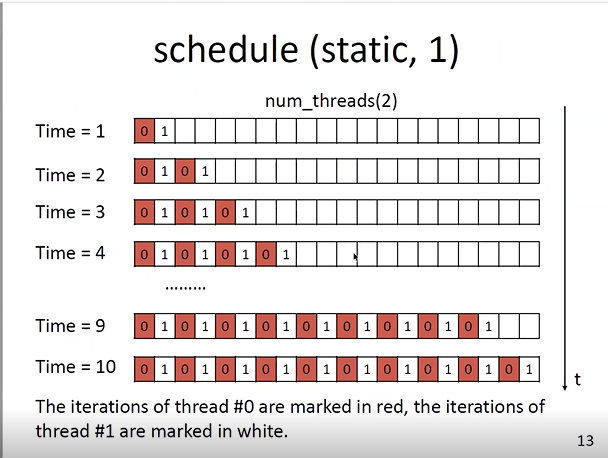 schedule (static, 1)
num_threads(2)
Time = 1 0 1
Time = 2 0 1 0 1
Time = 3 0 1 0 1 0 1
Time = 4 0 1 0 1 0 1 0 1
.........
Time = 9 0 1 0 1 0 1 0 1 0 1 0 1 0 1 0 1 0 1
Time = 10 0 1 0 1 0 1 0 1 0 1 0 1 0 1 0 1 0 1 0 1
t
The iterations of thread #0 are marked in red, the iterations of
thread #1 are marked in white.
13